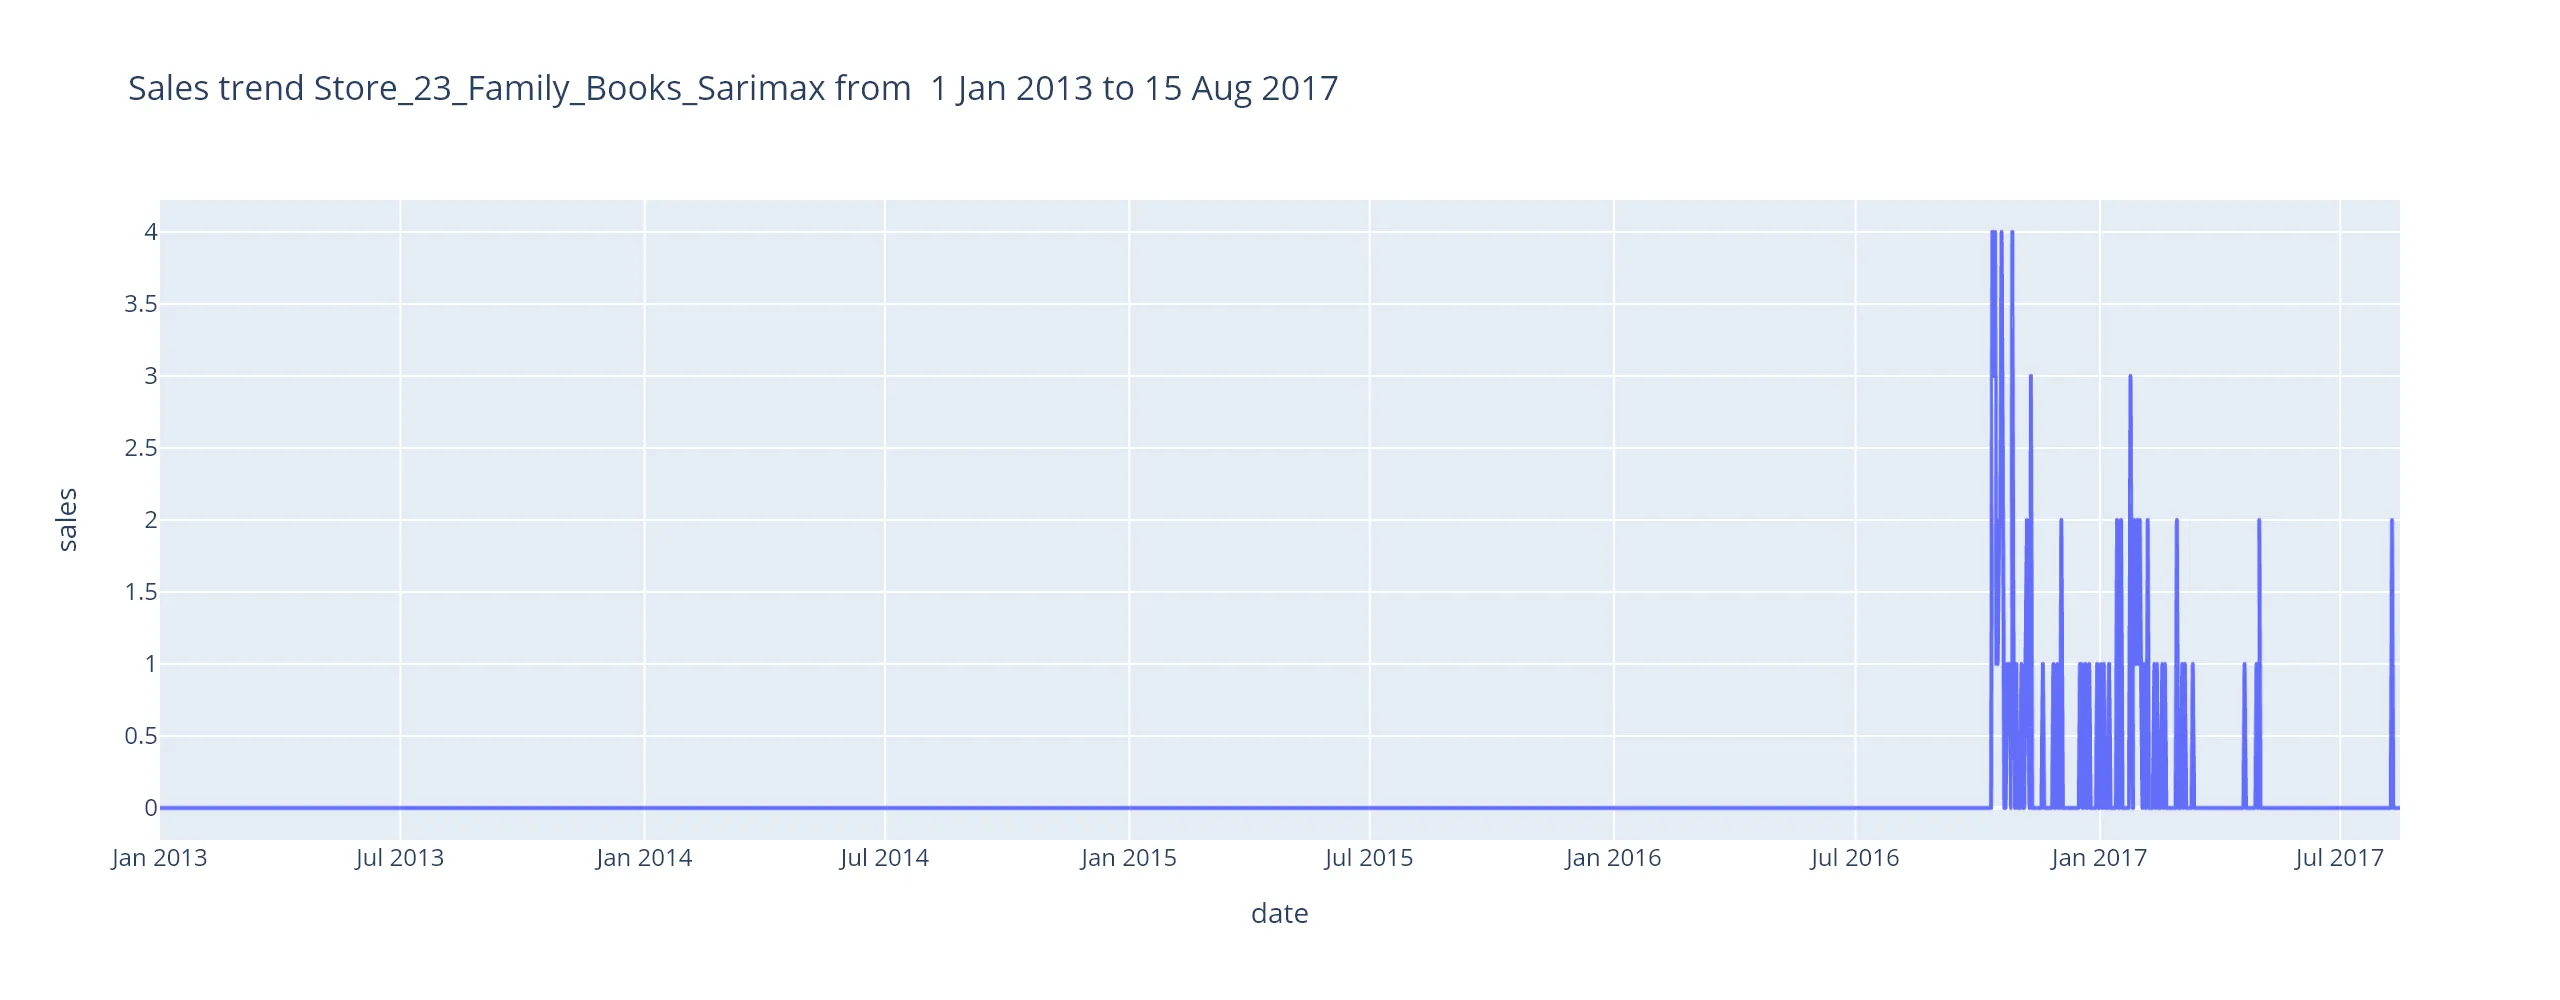 Sales trend Store_23_Family_Books_Sarimax from  1 Jan 2013 to 15 Aug 2017
4
3.5
3
2.5
2
1.5
1
0.5
0
sales
Jan 2013 Jul 2013 Jan 2014 Jul 2014 Jan 2015 Jul 2015 Jan 2016 Jul 2016 Jan 2017 Jul 2017
date